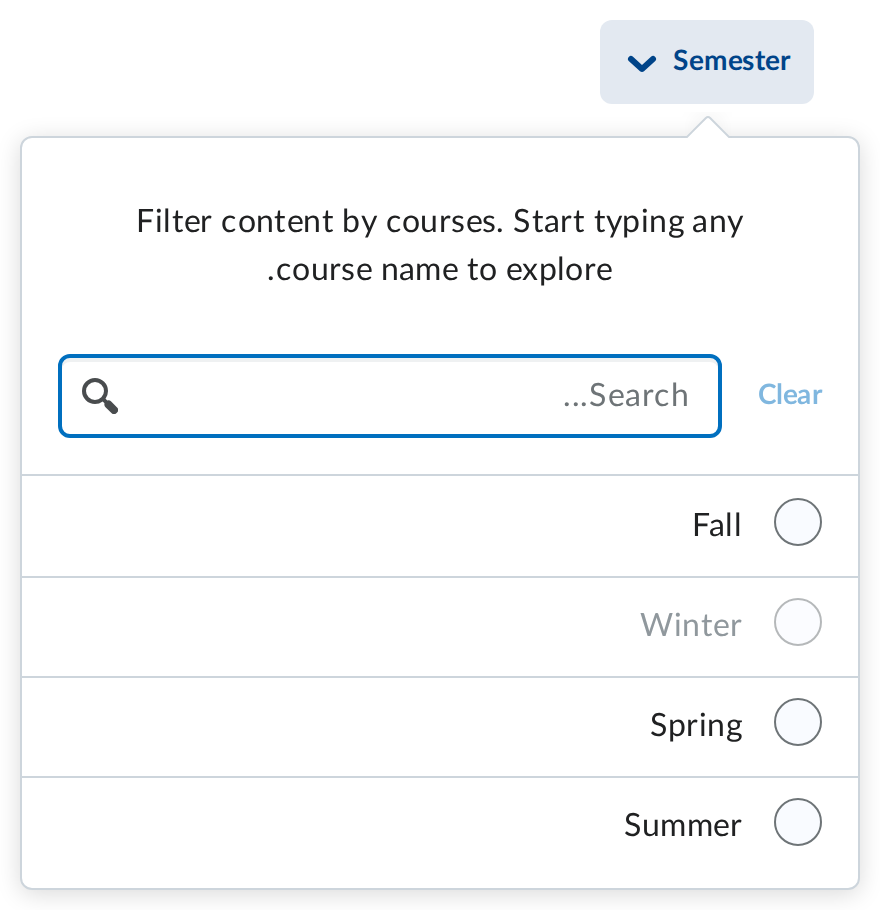 Semester
Filter content by courses. Start typing any
.course name to explore
...Search
Clear
Fall
Winter
Spring
Summer